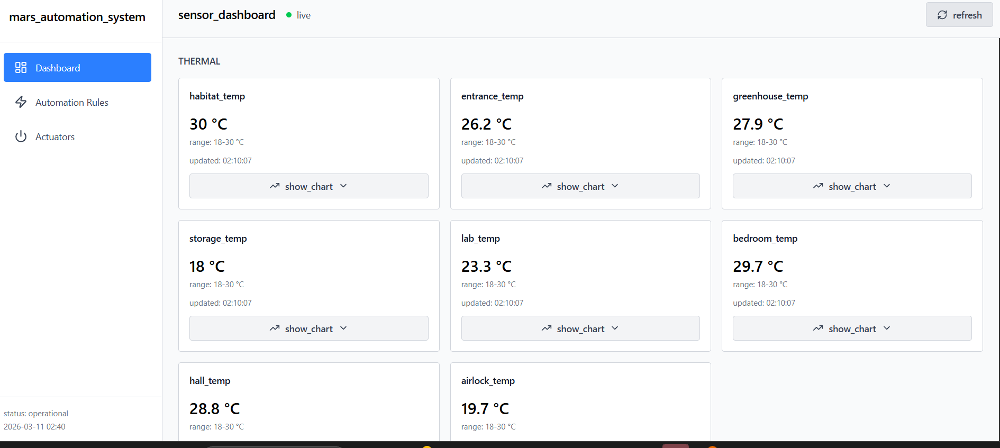 mars_automation_system
Dashboard
Automation Rules
Actuators
status: operational
2026-03-11 02:40
sensor_dashboard
live
refresh
THERMAL
habitat_temp
30 °C
range: 18-30 °C
updated: 02:10:07
show_chart
entrance_temp
26.2 °C
range: 18-30 °C
updated: 02:10:07
show_chart
greenhouse_temp
27.9 °C
range: 18-30 °C
updated: 02:10:07
show_chart
storage_temp
18 °C
range: 18-30 °C
updated: 02:10:07
show_chart
lab_temp
23.3 °C
range: 18-30 °C
updated: 02:10:07
show_chart
bedroom_temp
29.7 °C
range: 18-30 °C
updated: 02:10:07
show_chart
hall_temp
28.8 °C
range: 18-30 °C
airlock_temp
19.7 °C
range: 18-30 °C